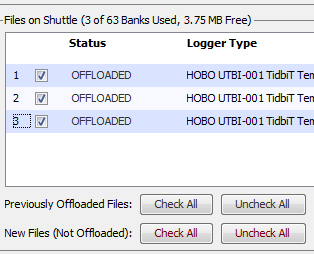 Files on Shuttle (3 of 63 Banks Used, 3.75 MB Free)
Status Logger Type
1 OFFLOADED HOBO UTBI-001 TidbiT Tem
2 OFFLOADED HOBO UTBI-001 TidbiT Tem
3 OFFLOADED HOBO UTBI-001 TidbiT Tem
Previously Offloaded Files: Check All Uncheck All
New Files (Not Offloaded): Check All Uncheck All